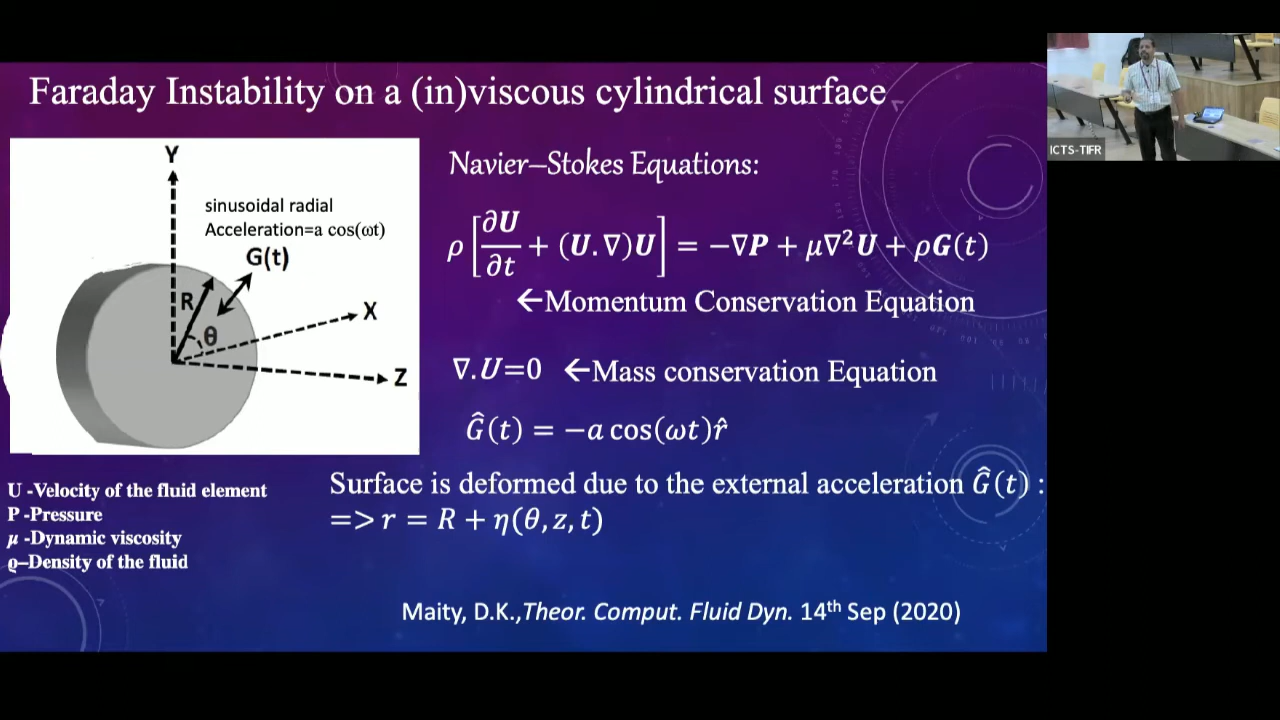 Faraday Instability on a (in)viscous cylindrical surface
Y
sinusoidal radial
Acceleration=a cos(ωt)
G(t)
R
X
θ
Z
Navier–Stokes Equations:
ρ [∂U/∂t + (U.∇)U] = −∇P + μ∇²U + ρG(t)
←Momentum Conservation Equation
∇.U=0 ←Mass conservation Equation
Ĝ(t) = −a cos(ωt)r̂
U -Velocity of the fluid element
P -Pressure
μ -Dynamic viscosity
ϱ–Density of the fluid
Surface is deformed due to the external acceleration Ĝ(t) :
=> r = R + η(θ, z, t)
Maity, D.K.,Theor. Comput. Fluid Dyn. 14th Sep (2020)
ICTS-TIFR